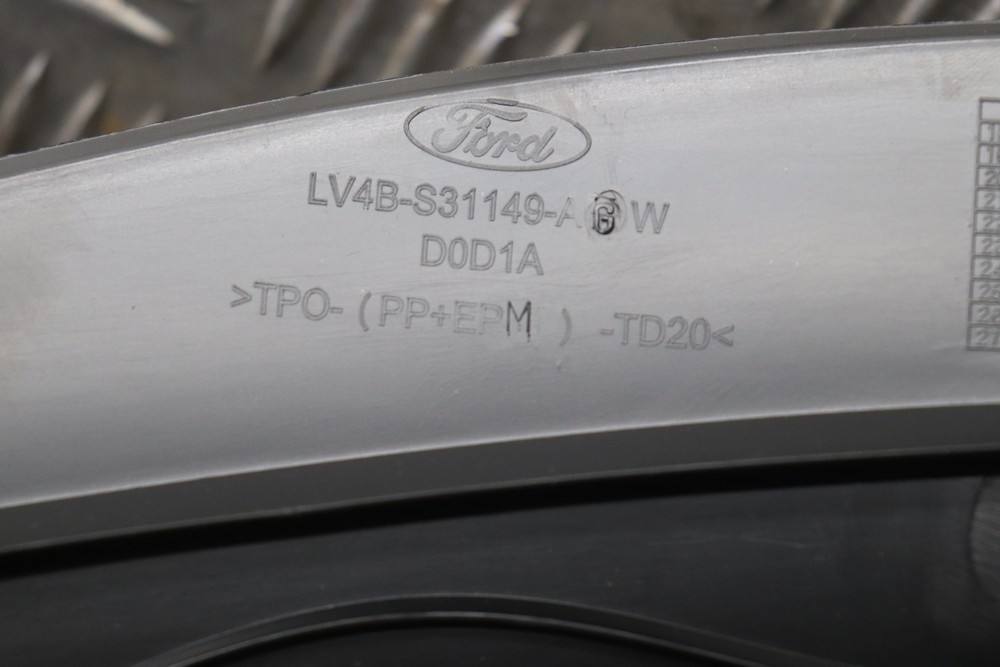 Ford
LV4B-S31149-A W
D0D1A
>TPO-(PP+EPM ) -TD20<